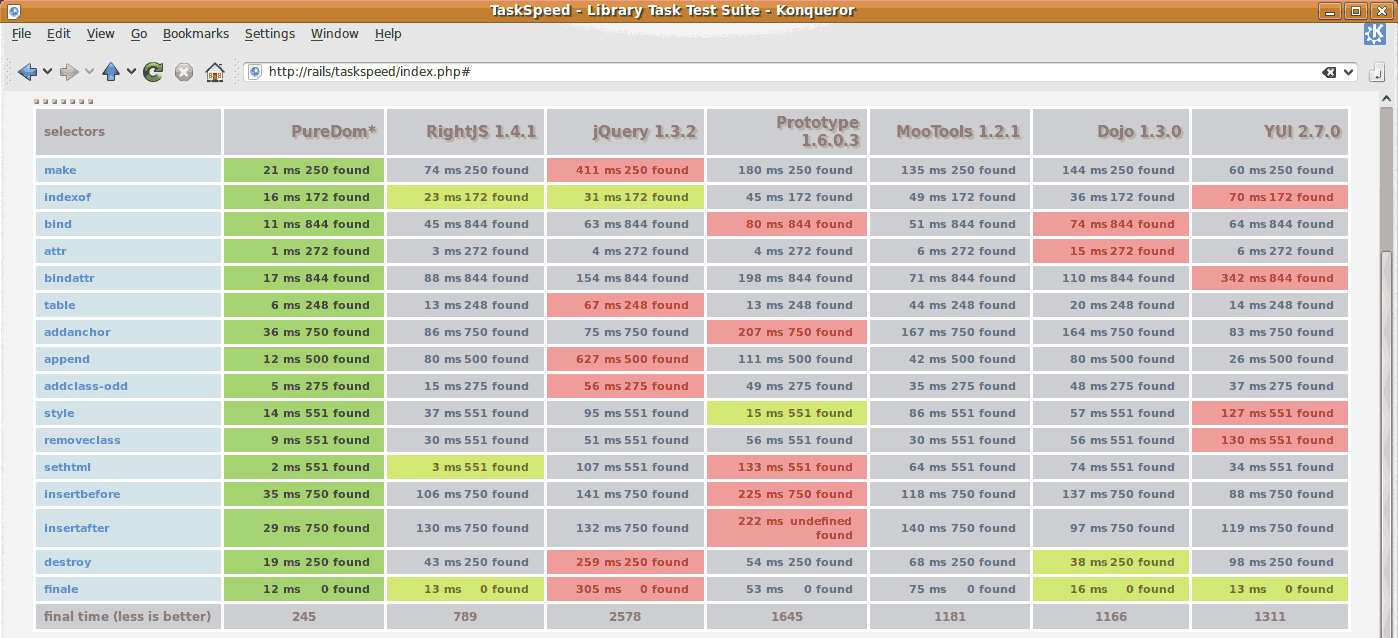 TaskSpeed - Library Task Test Suite - Konqueror
File Edit View Go Bookmarks Settings Window Help
http://rails/taskspeed/index.php#
selectors PureDom* RightJS 1.4.1 jQuery 1.3.2 Prototype 1.6.0.3 MooTools 1.2.1 Dojo 1.3.0 YUI 2.7.0
make 21 ms 250 found 74 ms 250 found 411 ms 250 found 180 ms 250 found 135 ms 250 found 144 ms 250 found 60 ms 250 found
indexof 16 ms 172 found 23 ms 172 found 31 ms 172 found 45 ms 172 found 49 ms 172 found 36 ms 172 found 70 ms 172 found
bind 11 ms 844 found 45 ms 844 found 63 ms 844 found 80 ms 844 found 51 ms 844 found 74 ms 844 found 64 ms 844 found
attr 1 ms 272 found 3 ms 272 found 4 ms 272 found 4 ms 272 found 6 ms 272 found 15 ms 272 found 6 ms 272 found
bindattr 17 ms 844 found 88 ms 844 found 154 ms 844 found 198 ms 844 found 71 ms 844 found 110 ms 844 found 342 ms 844 found
table 6 ms 248 found 13 ms 248 found 67 ms 248 found 13 ms 248 found 44 ms 248 found 20 ms 248 found 14 ms 248 found
addanchor 36 ms 750 found 86 ms 750 found 75 ms 750 found 207 ms 750 found 167 ms 750 found 164 ms 750 found 83 ms 750 found
append 12 ms 500 found 80 ms 500 found 627 ms 500 found 111 ms 500 found 42 ms 500 found 80 ms 500 found 26 ms 500 found
addclass-odd 5 ms 275 found 15 ms 275 found 56 ms 275 found 49 ms 275 found 35 ms 275 found 48 ms 275 found 37 ms 275 found
style 14 ms 551 found 37 ms 551 found 95 ms 551 found 15 ms 551 found 86 ms 551 found 57 ms 551 found 127 ms 551 found
removeclass 9 ms 551 found 30 ms 551 found 51 ms 551 found 56 ms 551 found 30 ms 551 found 56 ms 551 found 130 ms 551 found
sethtml 2 ms 551 found 3 ms 551 found 107 ms 551 found 133 ms 551 found 64 ms 551 found 74 ms 551 found 34 ms 551 found
insertbefore 35 ms 750 found 106 ms 750 found 141 ms 750 found 225 ms 750 found 118 ms 750 found 137 ms 750 found 88 ms 750 found
insertafter 29 ms 750 found 130 ms 750 found 132 ms 750 found 222 ms undefined found 140 ms 750 found 97 ms 750 found 119 ms 750 found
destroy 19 ms 250 found 43 ms 250 found 259 ms 250 found 54 ms 250 found 68 ms 250 found 38 ms 250 found 98 ms 250 found
finale 12 ms 0 found 13 ms 0 found 305 ms 0 found 53 ms 0 found 75 ms 0 found 16 ms 0 found 13 ms 0 found
final time (less is better) 245 789 2578 1645 1181 1166 1311